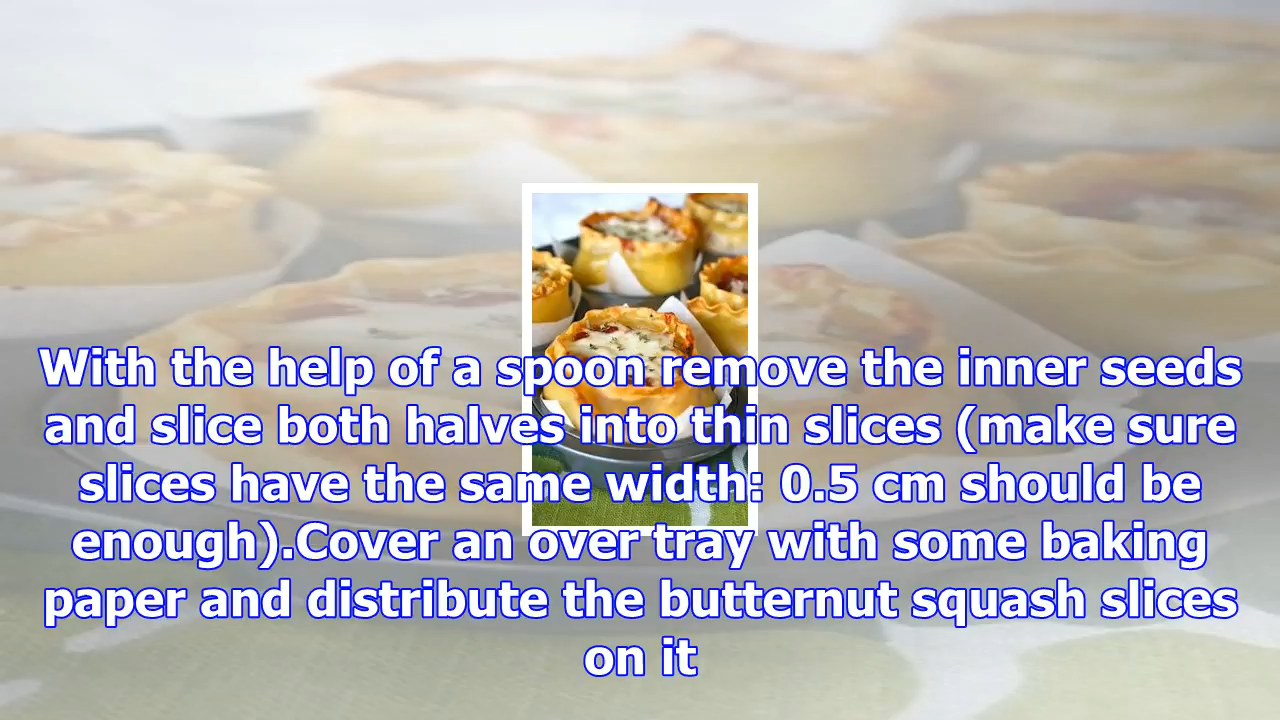 With the help of a spoon remove the inner seeds
and slice both halves into thin slices (make sure
slices have the same width: 0.5 cm should be
enough).Cover an over tray with some baking
paper and distribute the butternut squash slices
on it